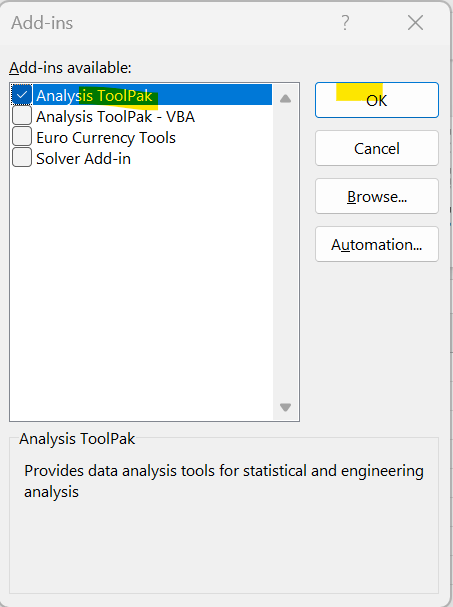 Add-ins ?
Add-ins available:
Analysis ToolPak
Analysis ToolPak - VBA
Euro Currency Tools
Solver Add-in
OK
Cancel
Browse...
Automation...
Analysis ToolPak
Provides data analysis tools for statistical and engineering
analysis